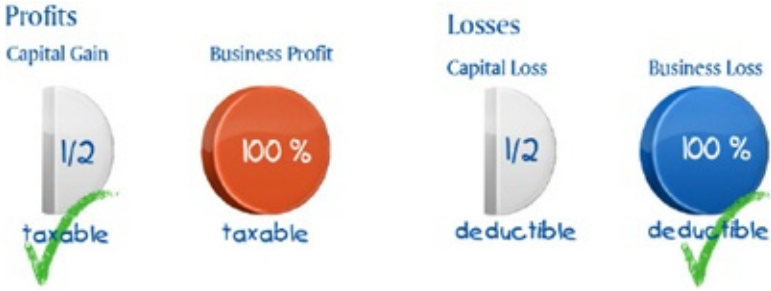 Profits
Capital Gain
Business Profit
1/2
100 %
taxable
taxable
Losses
Capital Loss
Business Loss
1/2
100 %
deductible
deductible